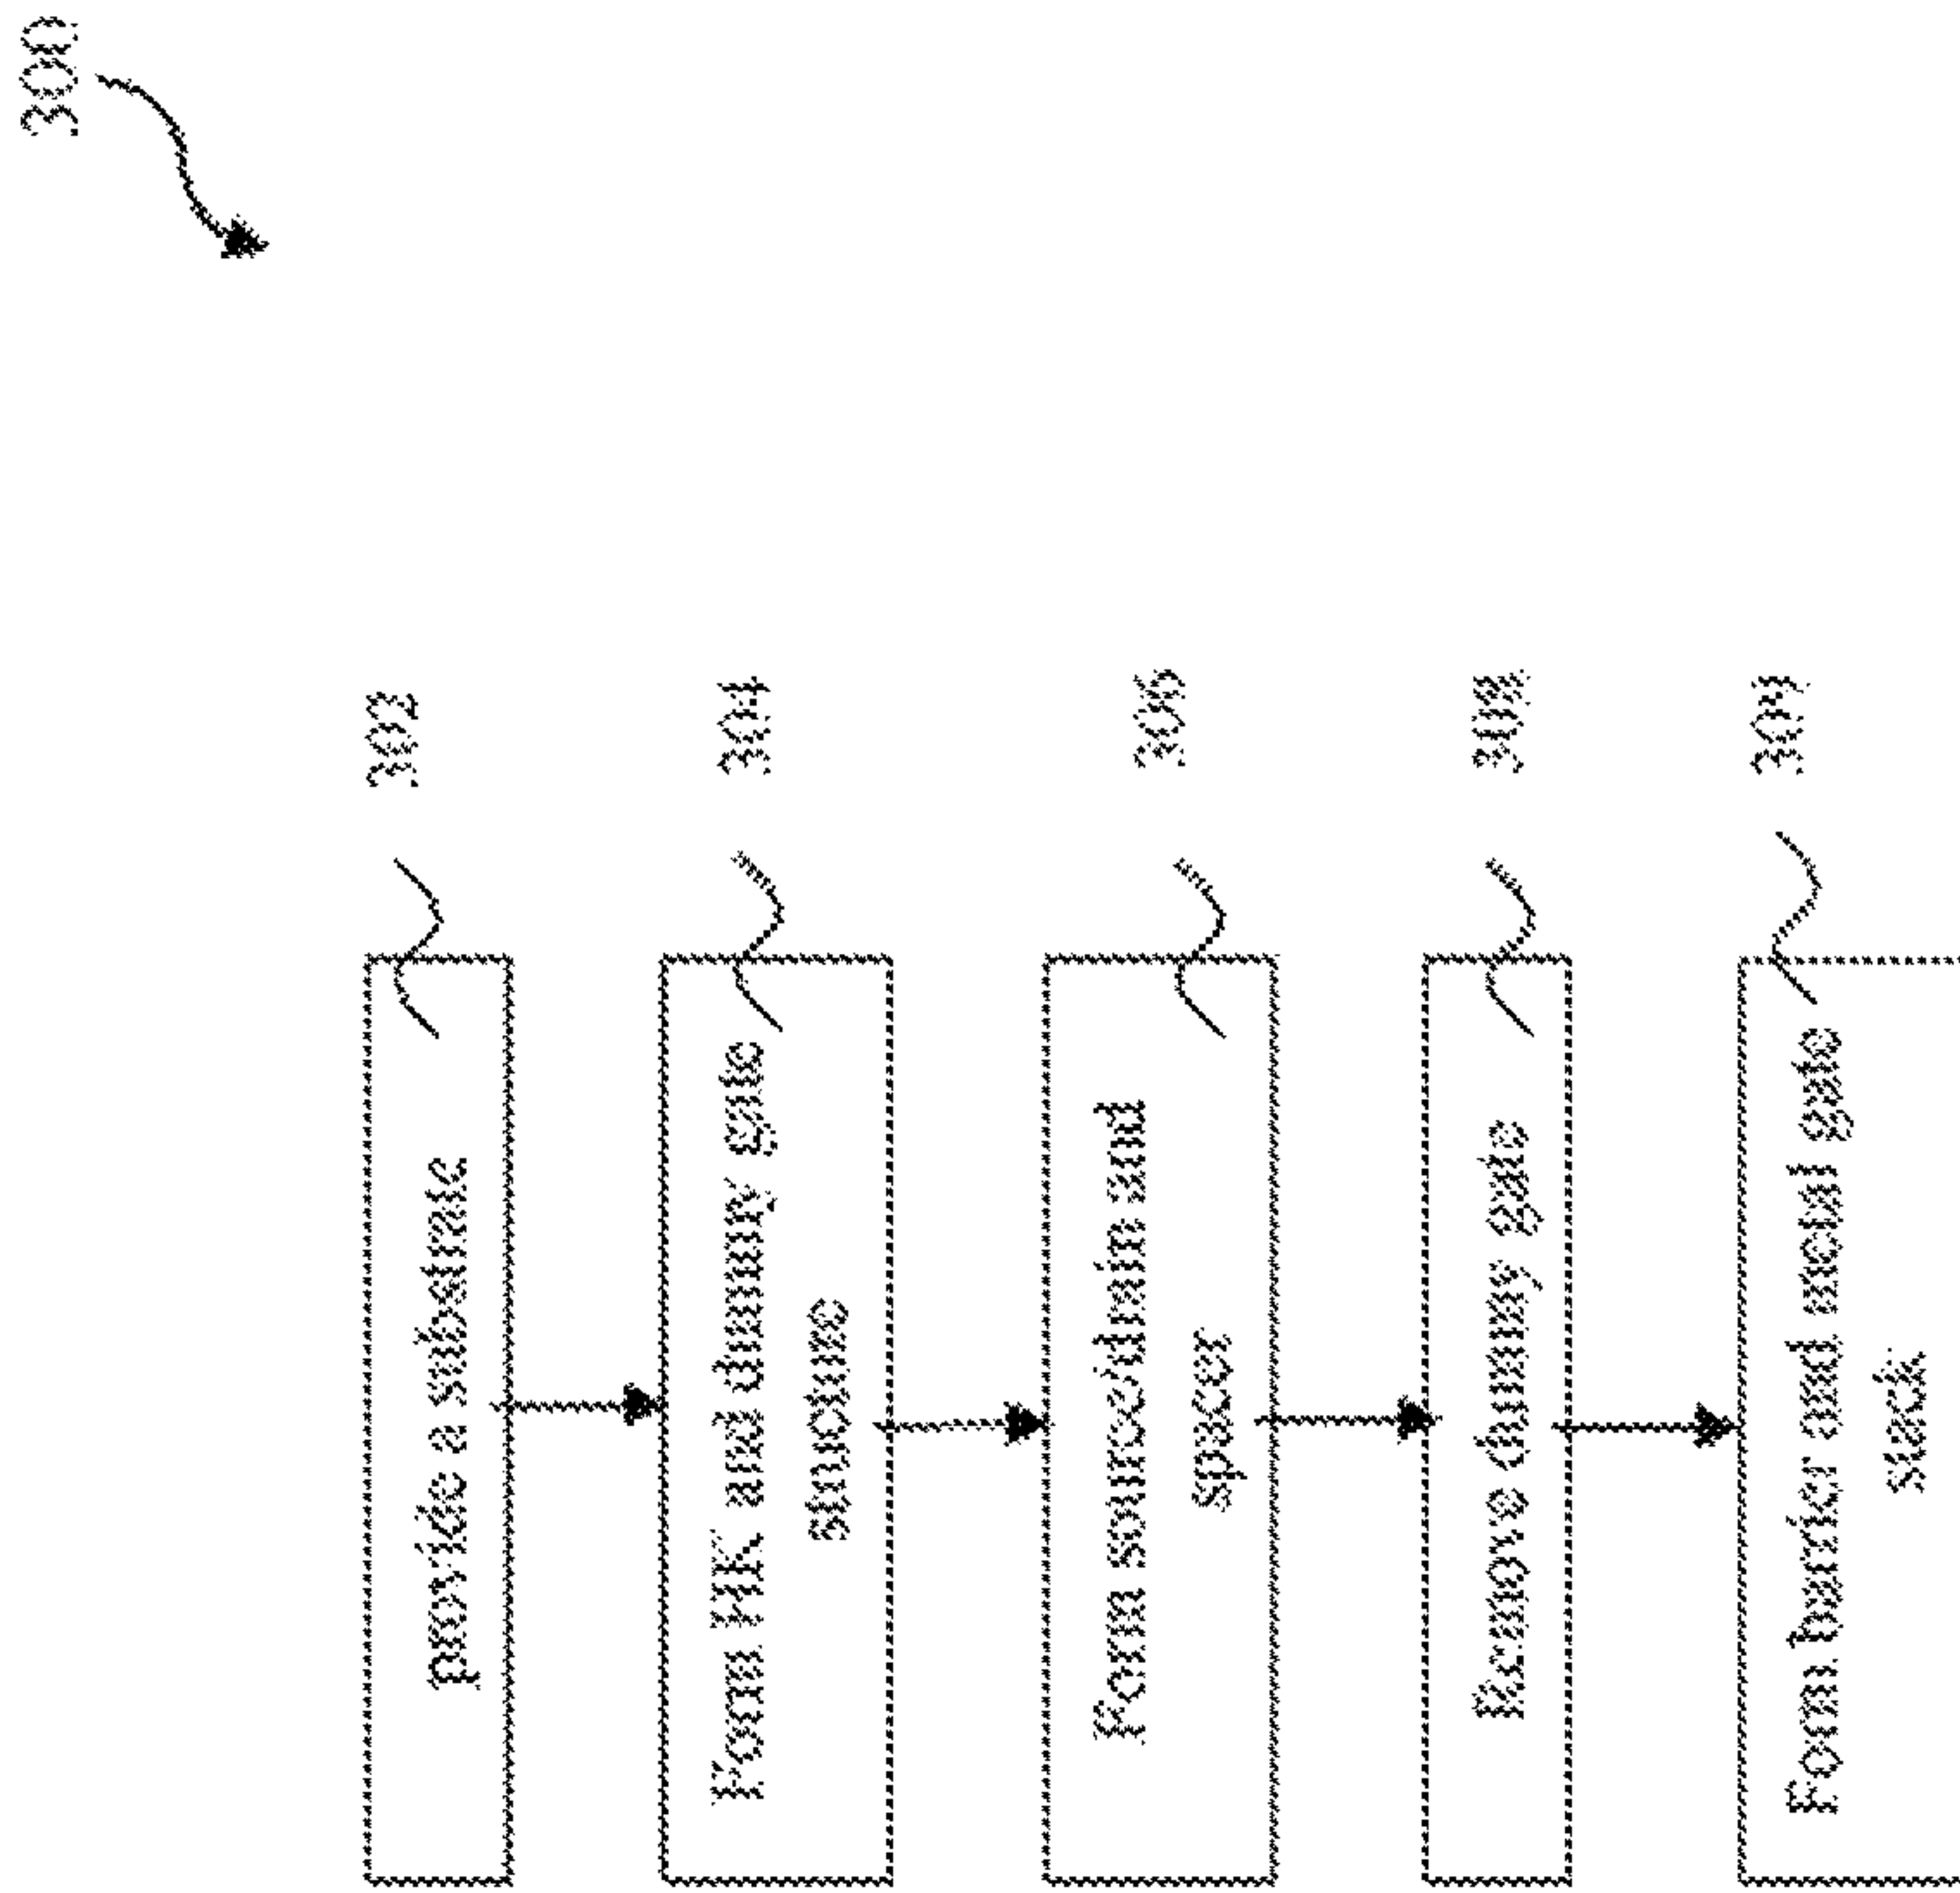 300
302
provide a substrate
304
Form HK and dummy gate
structure
306
Form source/drain and
spacer
308
Remove dummy gate
309
Form barrier and metal gate
stack